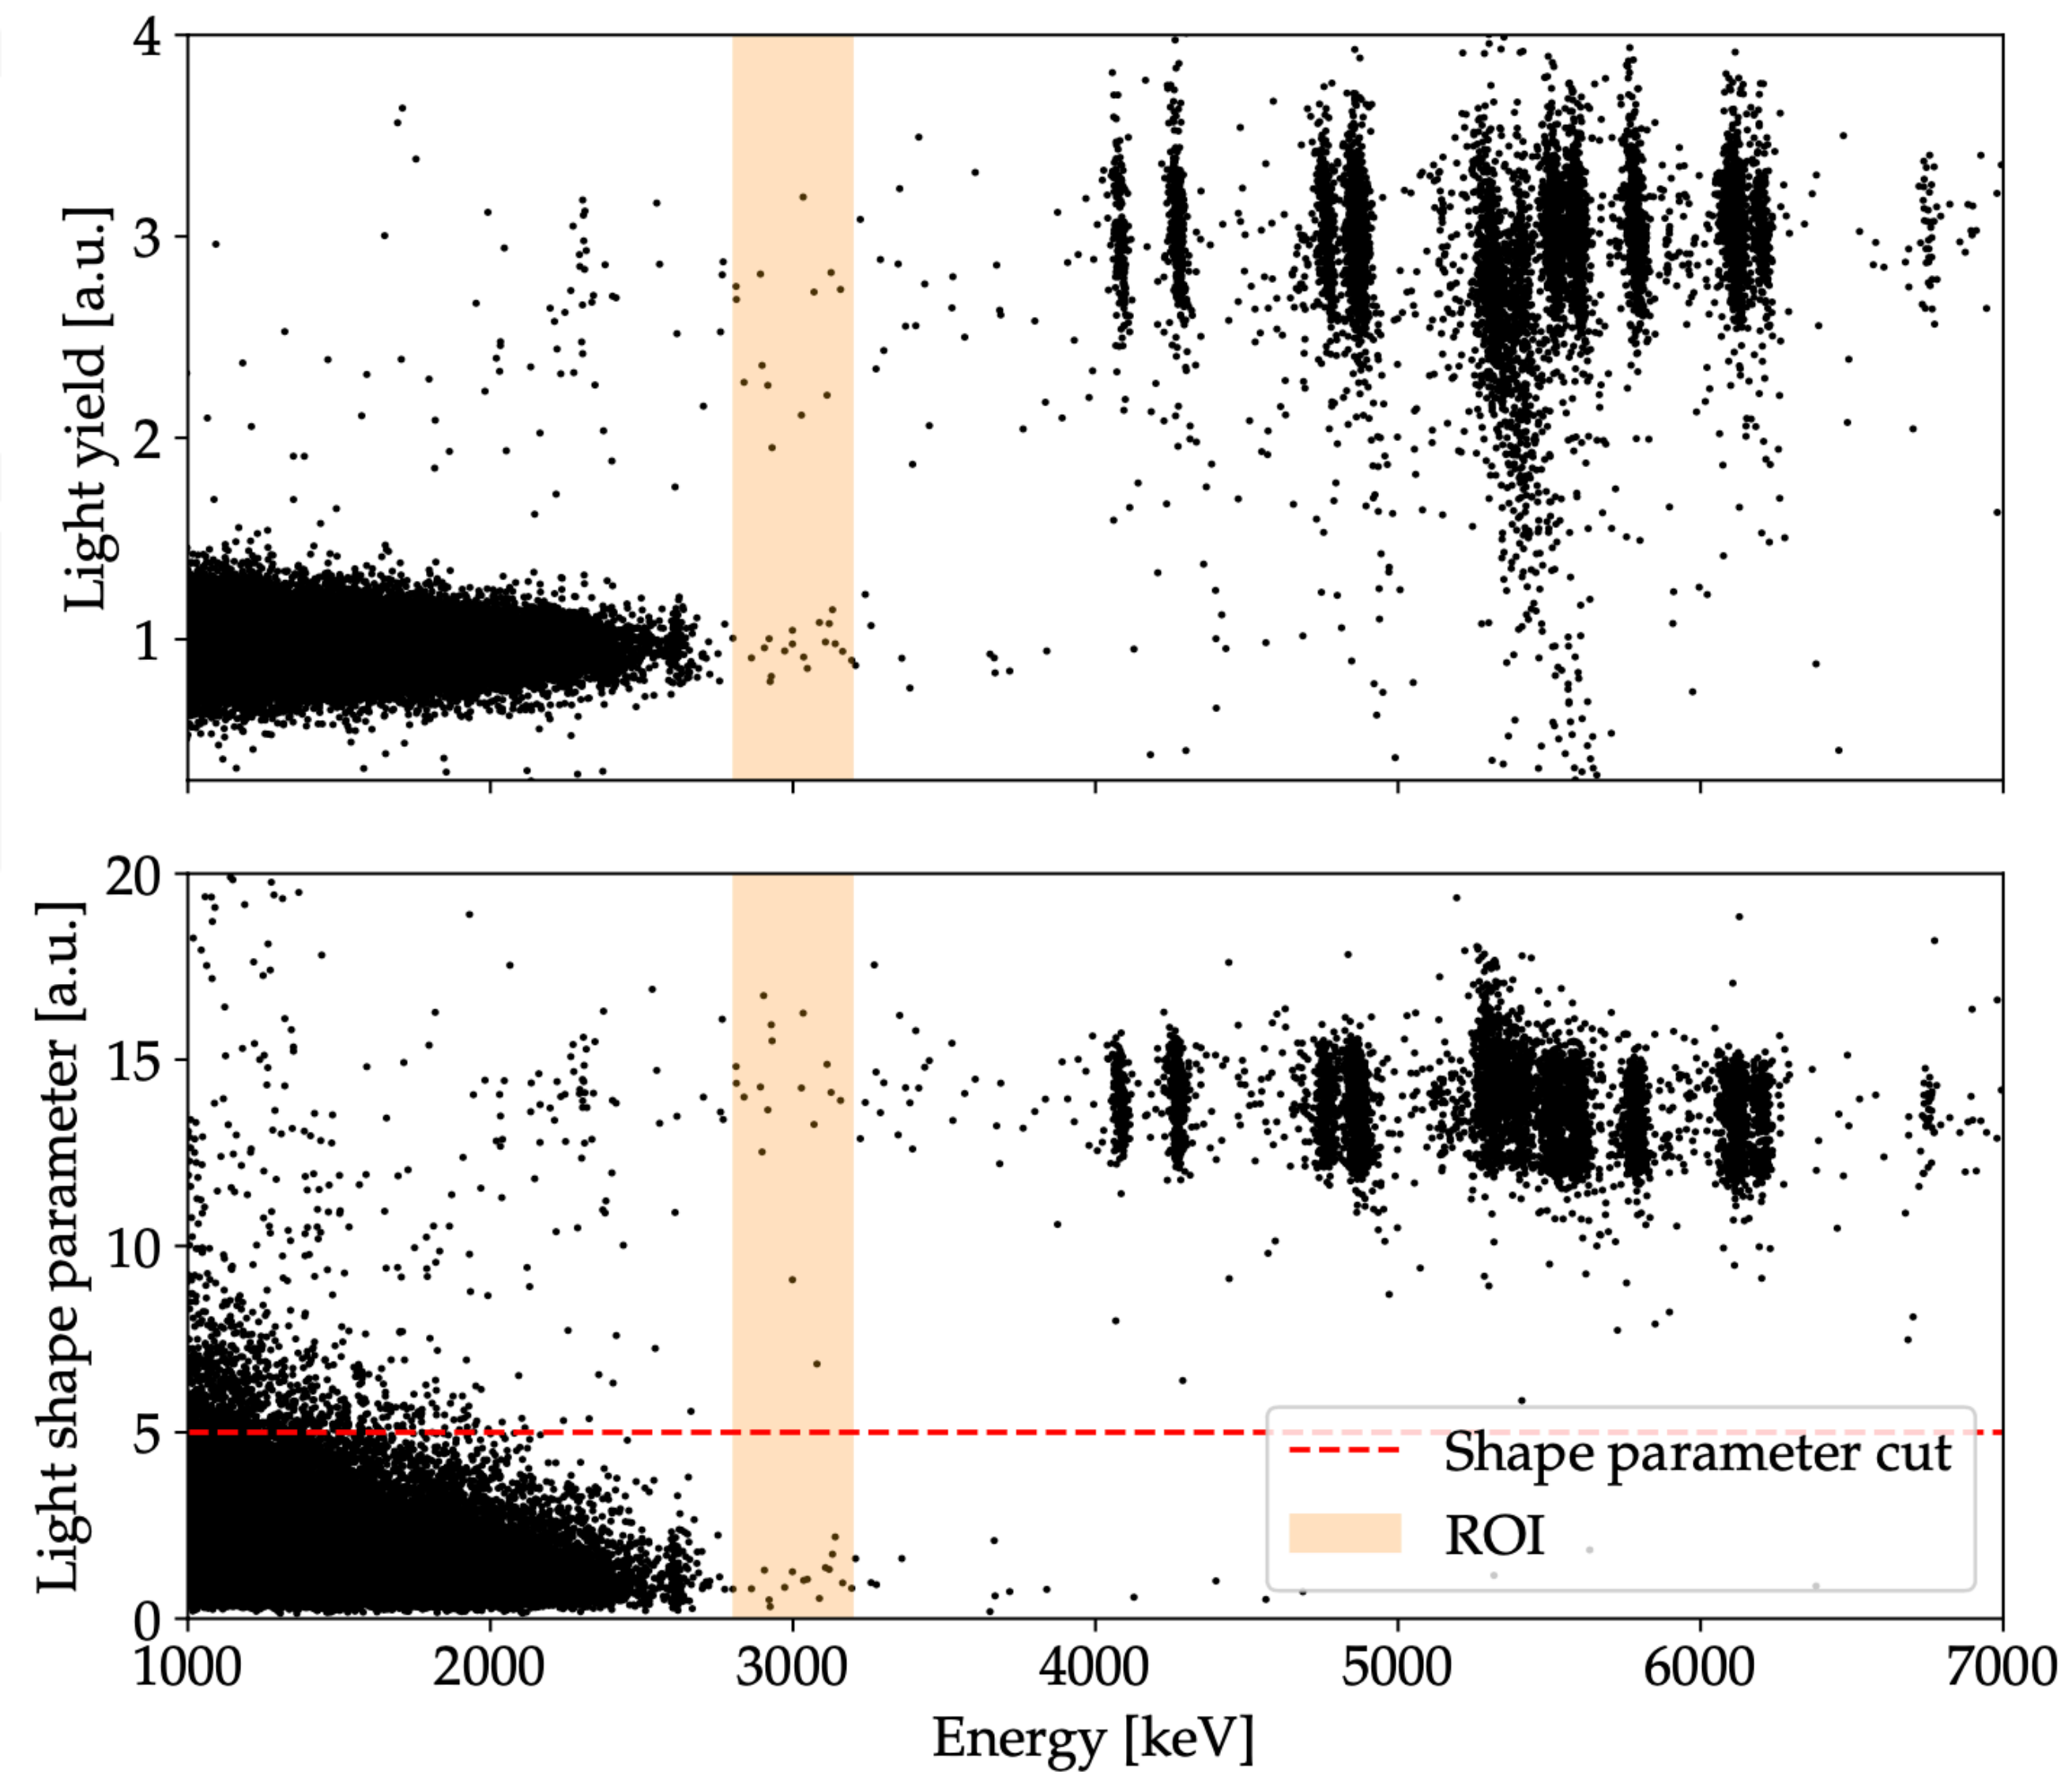 4
3
2
1
Light yield [a.u.]
20
15
10
5
0
Light shape parameter [a.u.]
Shape parameter cut
ROI
1000 2000 3000 4000 5000 6000 7000
Energy [keV]